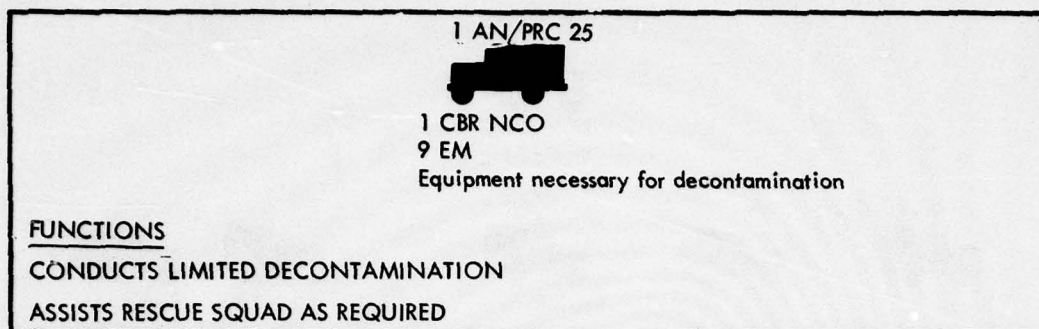 1 AN/PRC 25
1 CBR NCO
9 EM
Equipment necessary for decontamination
FUNCTIONS
CONDUCTS LIMITED DECONTAMINATION
ASSISTS RESCUE SQUAD AS REQUIRED